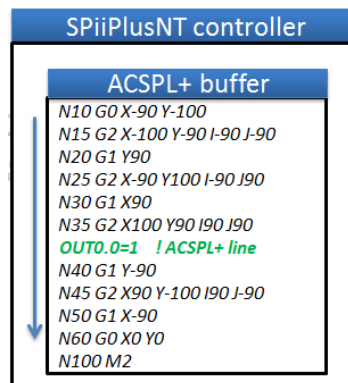 SPiiPlusNT controller
ACSPL+ buffer
N10 G0 X-90 Y-100
N15 G2 X-100 Y-90 I-90 J-90
N20 G1 Y90
N25 G2 X-90 Y100 I-90 J90
N30 G1 X90
N35 G2 X100 Y90 I90 J90
OUT0.0=1 ! ACSPL+ line
N40 G1 Y-90
N45 G2 X90 Y-100 I90 J-90
N50 G1 X-90
N60 G0 X0 Y0
N100 M2